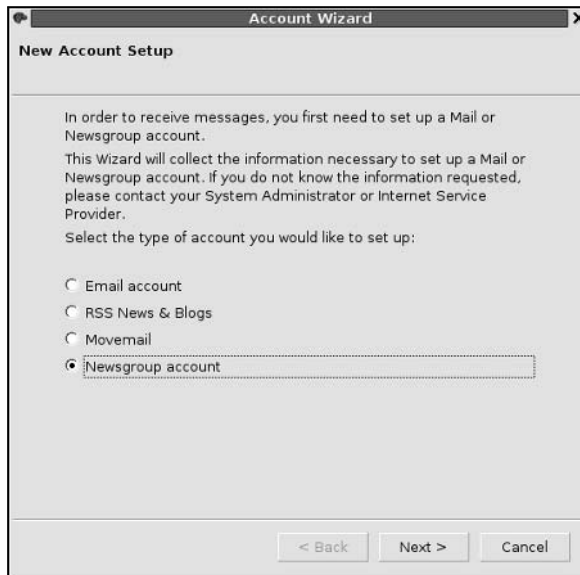 Account Wizard
New Account Setup
In order to receive messages, you first need to set up a Mail or
Newsgroup account.
This Wizard will collect the information necessary to set up a Mail or
Newsgroup account. If you do not know the information requested,
please contact your System Administrator or Internet Service
Provider.
Select the type of account you would like to set up:
Email account
RSS News & Blogs
Movemail
Newsgroup account
< Back Next > Cancel